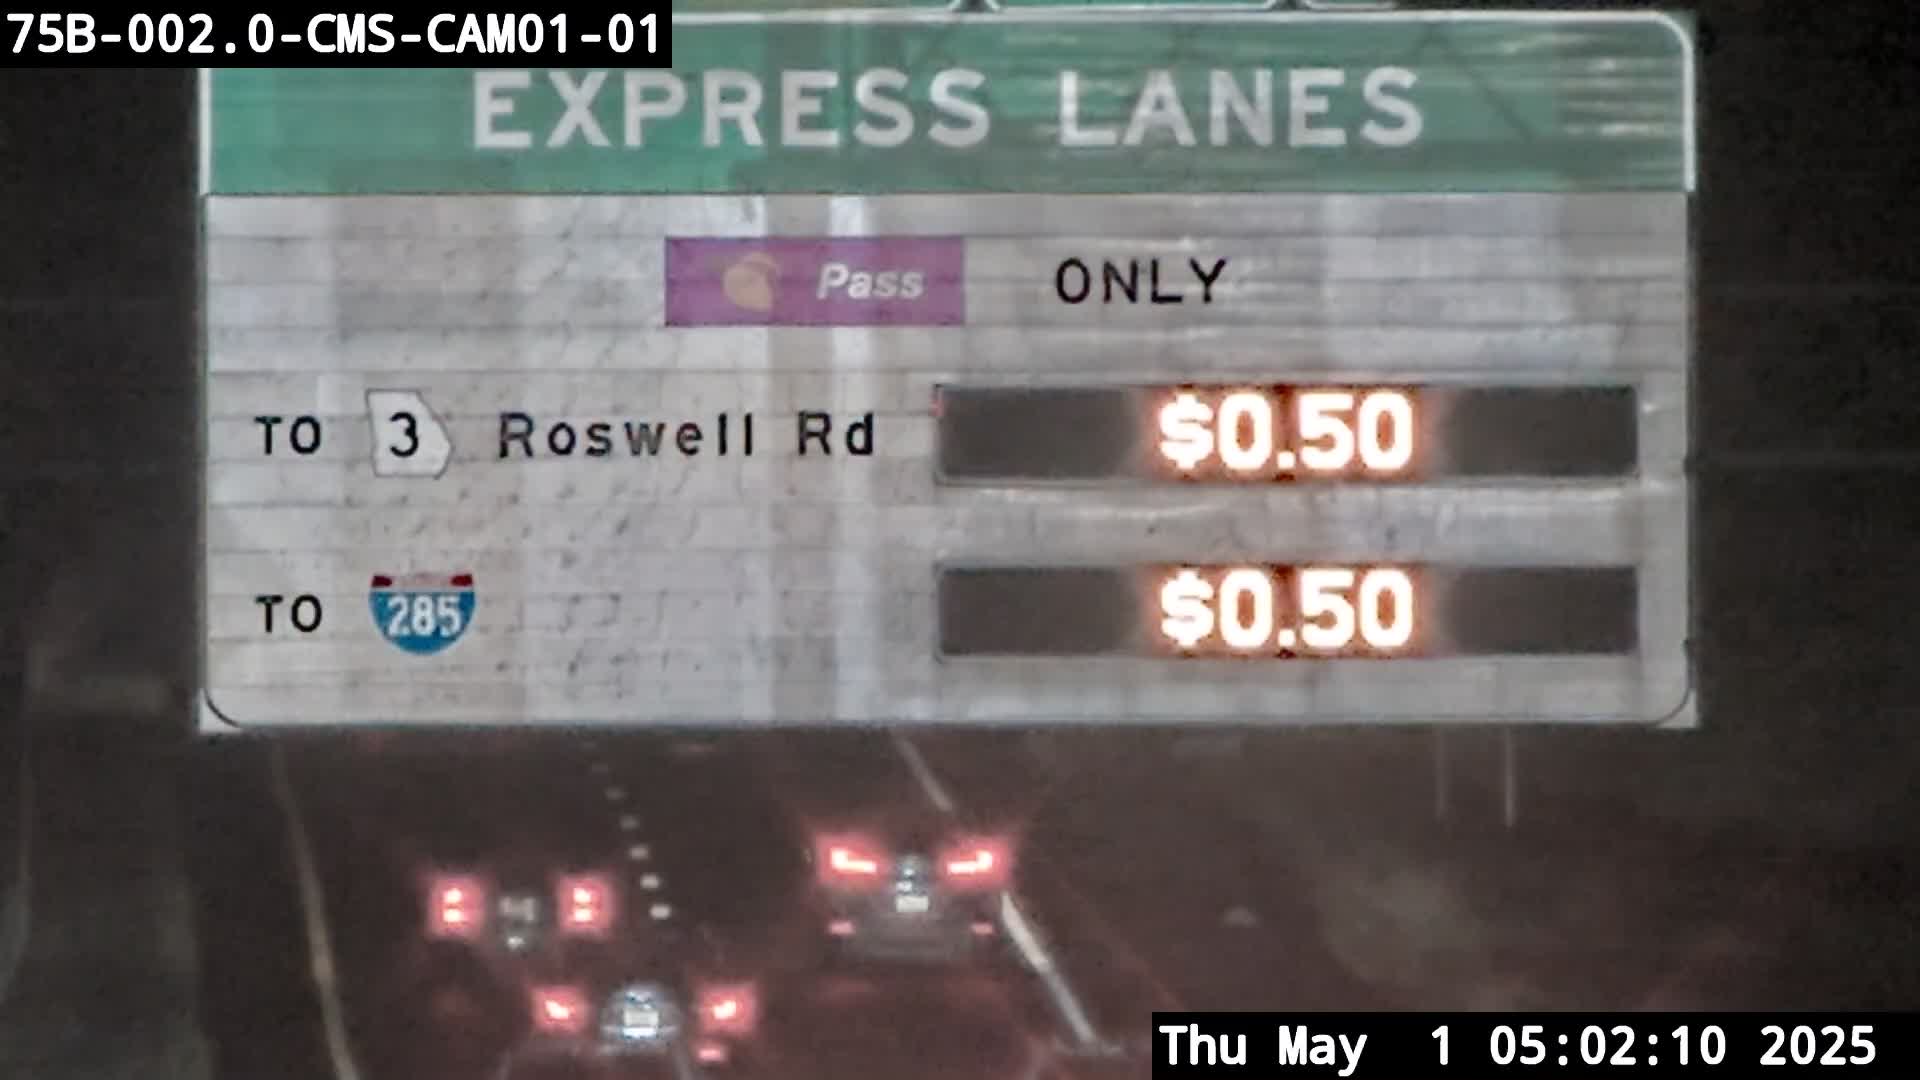 75B-002.0-CMS-CAM01-01
EXPRESS LANES
Pass ONLY
TO 3 Roswell Rd $0.50
TO 285 $0.50
Thu May 1 05:02:10 2025